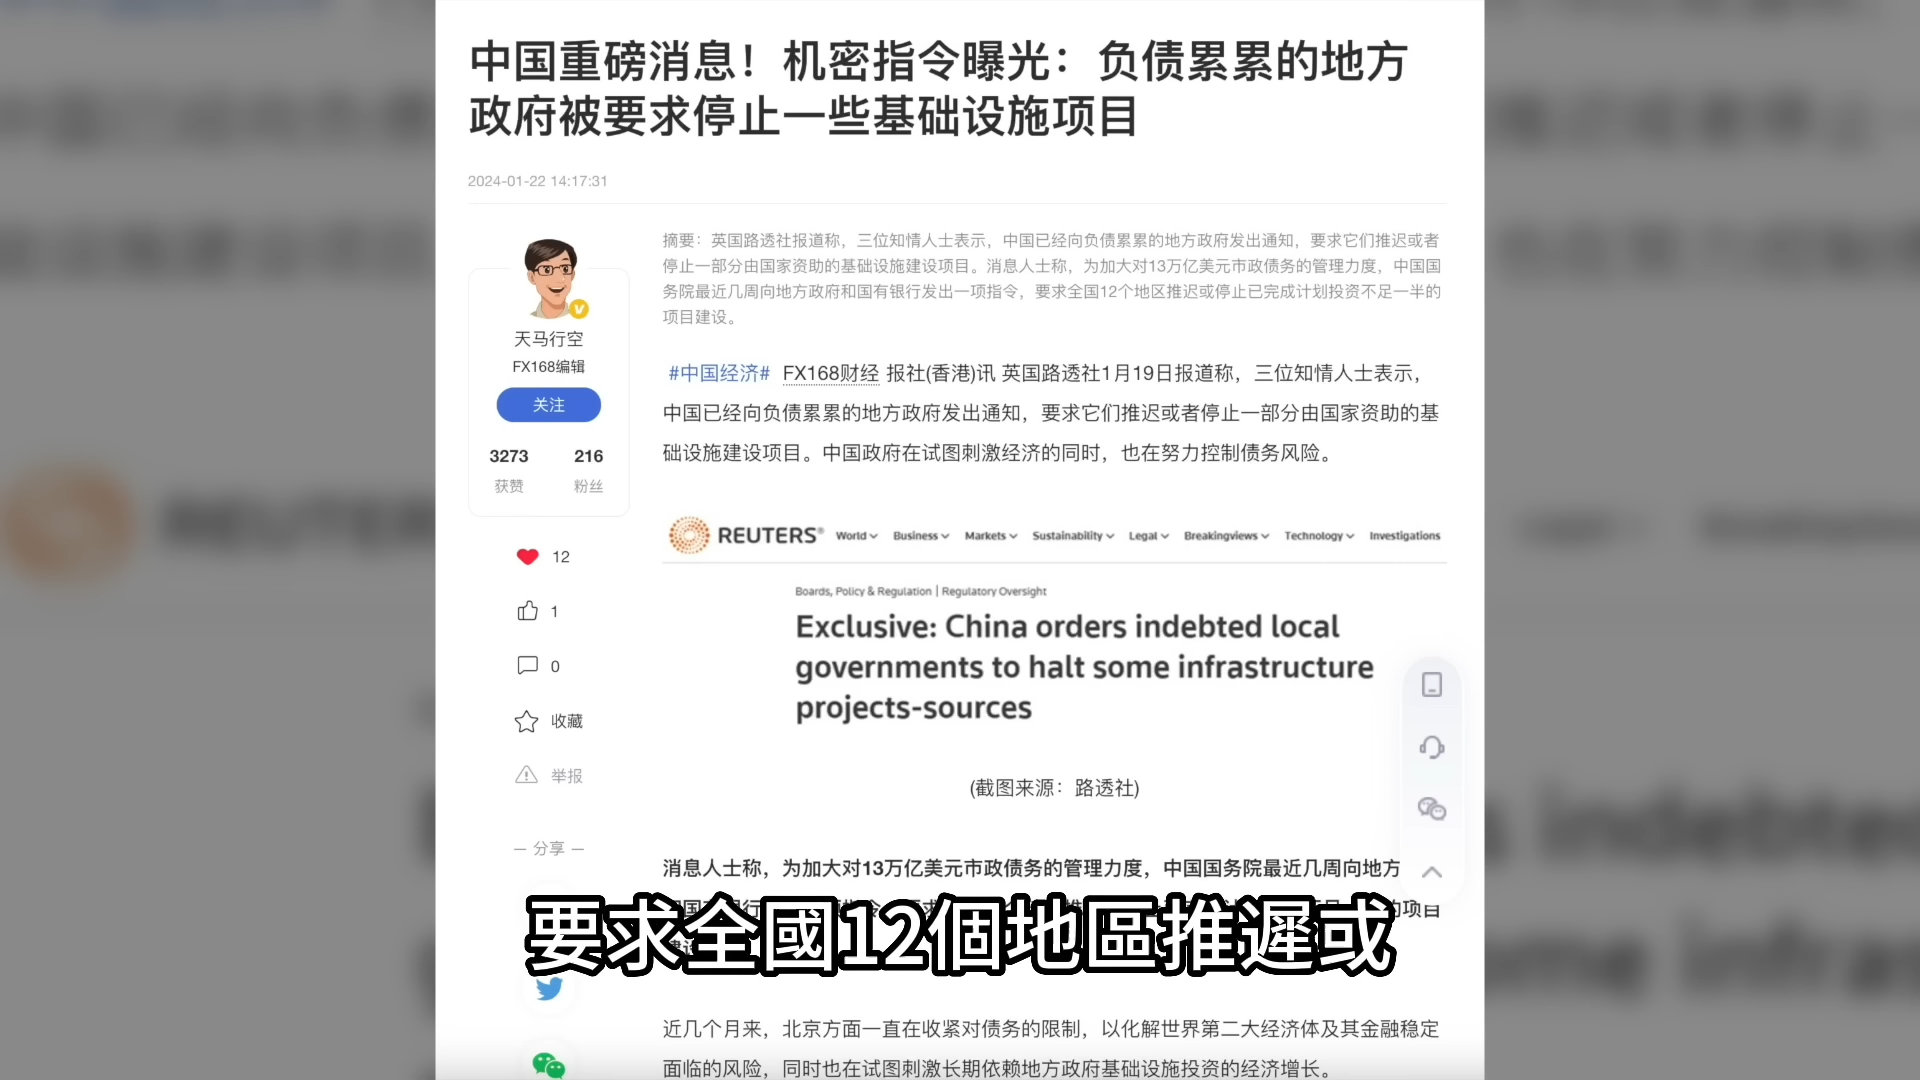 中国重磅消息！机密指令曝光：负债累累的地方
政府被要求停止一些基础设施项目
2024-01-22 14:17:31
天马行空
FX168编辑
关注
3273
216
获赞
粉丝
12
1
0
收藏
举报
— 分享 —
摘要：英国路透社报道称，三位知情人士表示，中国已经向负债累累的地方政府发出通知，要求它们推迟或者
停止一部分由国家资助的基础设施建设项目。消息人士称，为加大对13万亿美元市政债务的管理力度，中国国
务院最近几周向地方政府和国有银行发出一项指令，要求全国12个地区推迟或停止已完成计划投资不足一半的
项目建设。
#中国经济# FX168财经 报社(香港)讯 英国路透社1月19日报道称，三位知情人士表示，
中国已经向负债累累的地方政府发出通知，要求它们推迟或者停止一部分由国家资助的基
础设施建设项目。中国政府在试图刺激经济的同时，也在努力控制债务风险。
REUTERS® World Business Markets Sustainability Legal Breakingviews Technology Investigations
Boards, Policy & Regulation | Regulatory Oversight
Exclusive: China orders indebted local
governments to halt some infrastructure
projects-sources
(截图来源：路透社)
消息人士称，为加大对13万亿美元市政债务的管理力度，中国国务院最近几周向地方
的项目
要求全國12個地區推遲或
近几个月来，北京方面一直在收紧对债务的限制，以化解世界第二大经济体及其金融稳定
面临的风险，同时也在试图刺激长期依赖地方政府基础设施投资的经济增长。